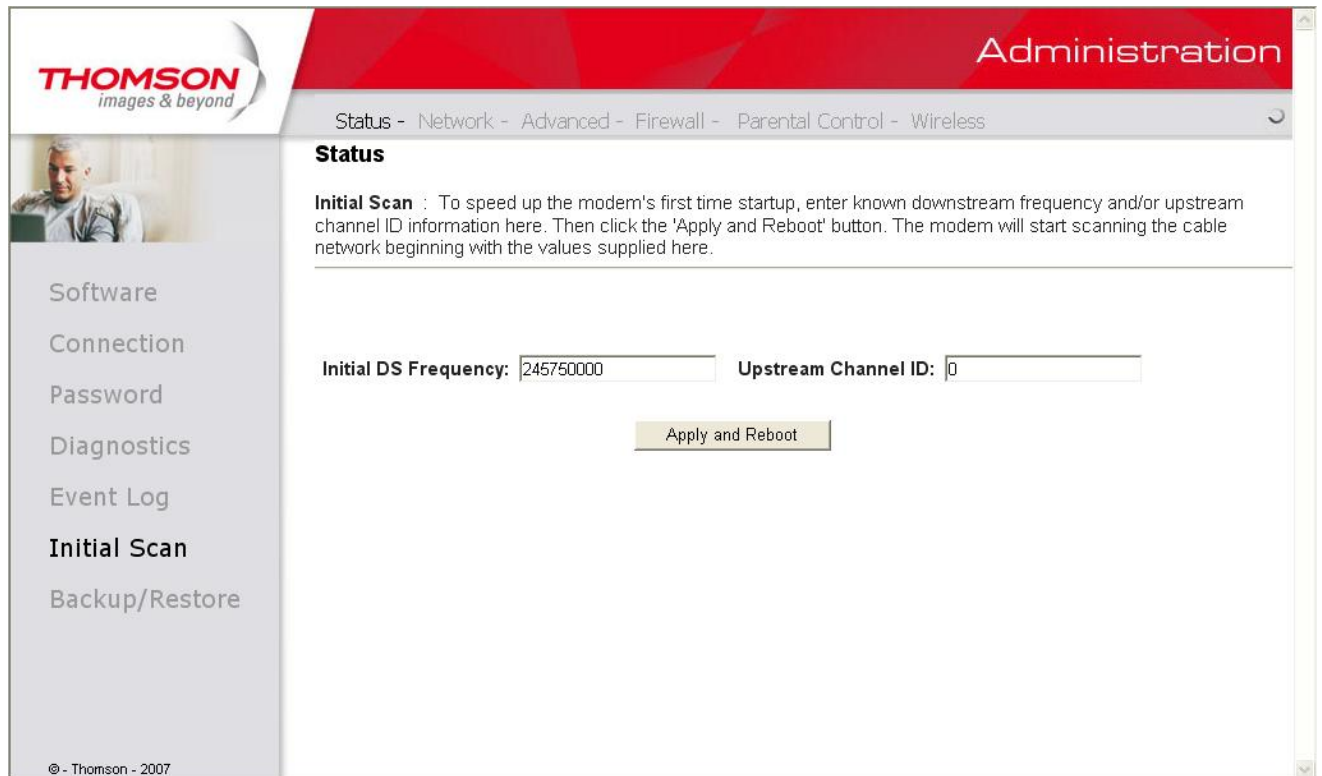 THOMSON
images & beyond
Administration
Status - Network - Advanced - Firewall - Parental Control - Wireless
Status
Initial Scan : To speed up the modem's first time startup, enter known downstream frequency and/or upstream
channel ID information here. Then click the 'Apply and Reboot' button. The modem will start scanning the cable
network beginning with the values supplied here.
Software
Connection
Password
Diagnostics
Event Log
Initial Scan
Backup/Restore
Initial DS Frequency: 245750000 Upstream Channel ID: 0
Apply and Reboot
© - Thomson - 2007